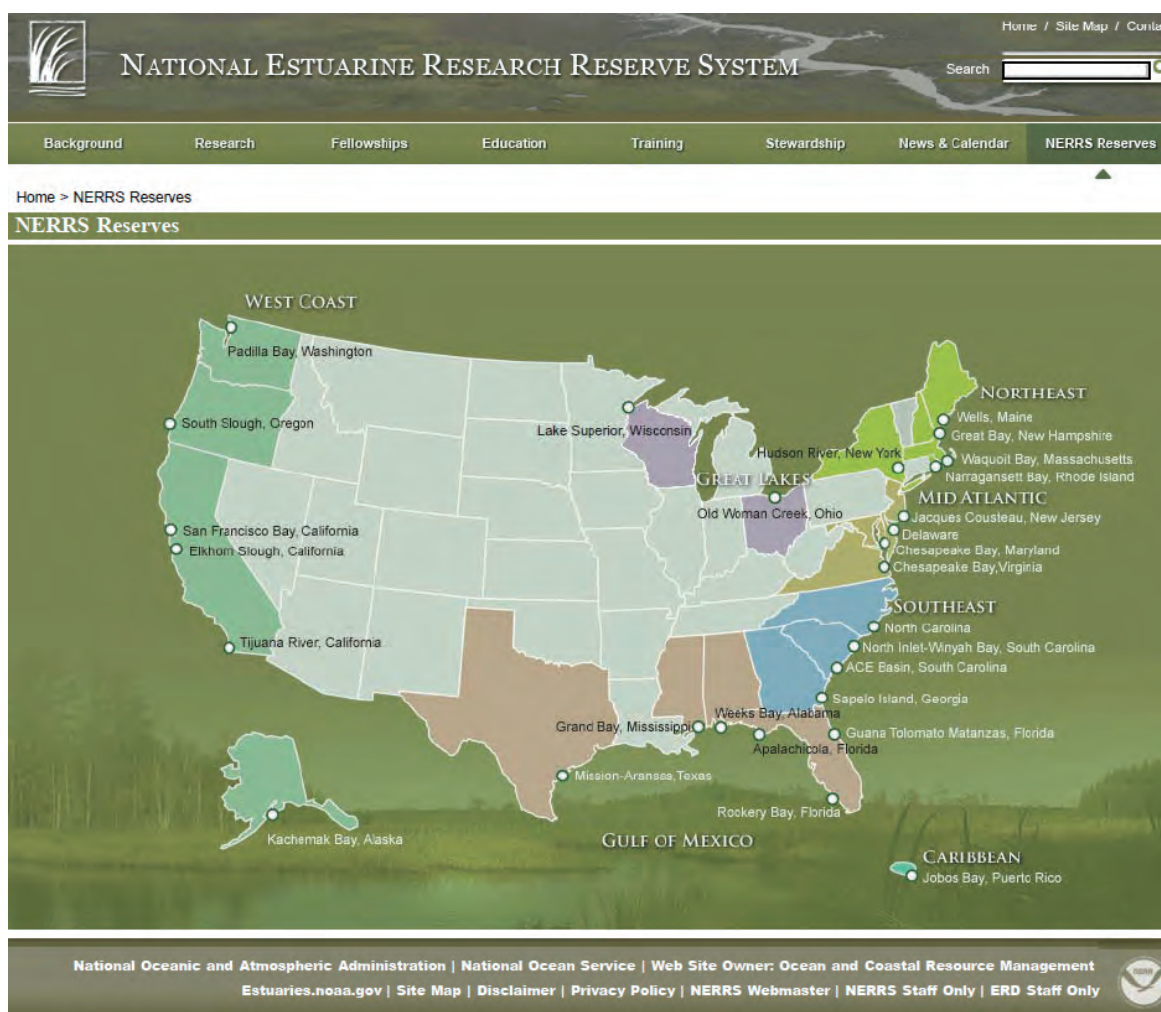 Home / Site Map / Conta
NATIONAL ESTUARINE RESEARCH RESERVE SYSTEM
Search
Background Research Fellowships Education Training Stewardship News & Calendar NERRS Reserves
Home > NERRS Reserves
NERRS Reserves
WEST COAST
Padilla Bay, Washington
South Slough, Oregon
San Francisco Bay, California
Elkhorn Slough, California
Tijuana River, California
Kachemak Bay, Alaska
Lake Superior, Wisconsin
GREAT LAKES
Old Woman Creek, Ohio
NORTHEAST
Wells, Maine
Great Bay, New Hampshire
Hudson River, New York
Waquoit Bay, Massachusetts
Narragansett Bay, Rhode Island
MID ATLANTIC
Jacques Cousteau, New Jersey
Delaware
Chesapeake Bay, Maryland
Chesapeake Bay,Virginia
SOUTHEAST
North Carolina
North Inlet-Winyah Bay, South Carolina
ACE Basin, South Carolina
Sapelo Island, Georgia
Guana Tolomato Matanzas, Florida
Weeks Bay, Alabama
Grand Bay, Mississippi
Apalachicola, Florida
Mission-Aransas,Texas
Rookery Bay, Florida
GULF OF MEXICO
CARIBBEAN
Jobos Bay, Puerto Rico
National Oceanic and Atmospheric Administration | National Ocean Service | Web Site Owner: Ocean and Coastal Resource Management
Estuaries.noaa.gov | Site Map | Disclaimer | Privacy Policy | NERRS Webmaster | NERRS Staff Only | ERD Staff Only
NOAA